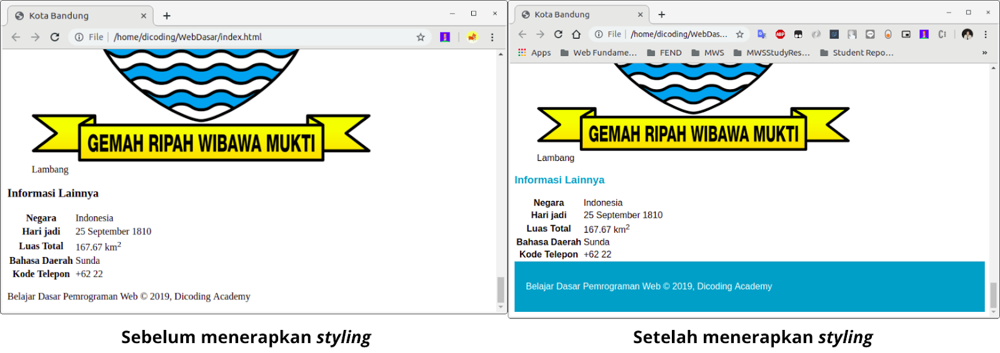 Kota Bandung
File
/home/dicoding/WebDasar/index.html
GEMAH RIPAH WIBAWA MUKTI
Lambang
Informasi Lainnya
Negara Indonesia
Hari jadi 25 September 1810
Luas Total 167.67 km²
Bahasa Daerah Sunda
Kode Telepon +62 22
Belajar Dasar Pemrograman Web © 2019, Dicoding Academy
Sebelum menerapkan styling
Kota Bandung
File
/home/dicoding/WebDas...
ABP
Apps Web Fundame... FEND MWS MWSStudyRes... Student Repo... »
GEMAH RIPAH WIBAWA MUKTI
Lambang
Informasi Lainnya
Negara Indonesia
Hari jadi 25 September 1810
Luas Total 167.67 km²
Bahasa Daerah Sunda
Kode Telepon +62 22
Belajar Dasar Pemrograman Web © 2019, Dicoding Academy
Setelah menerapkan styling